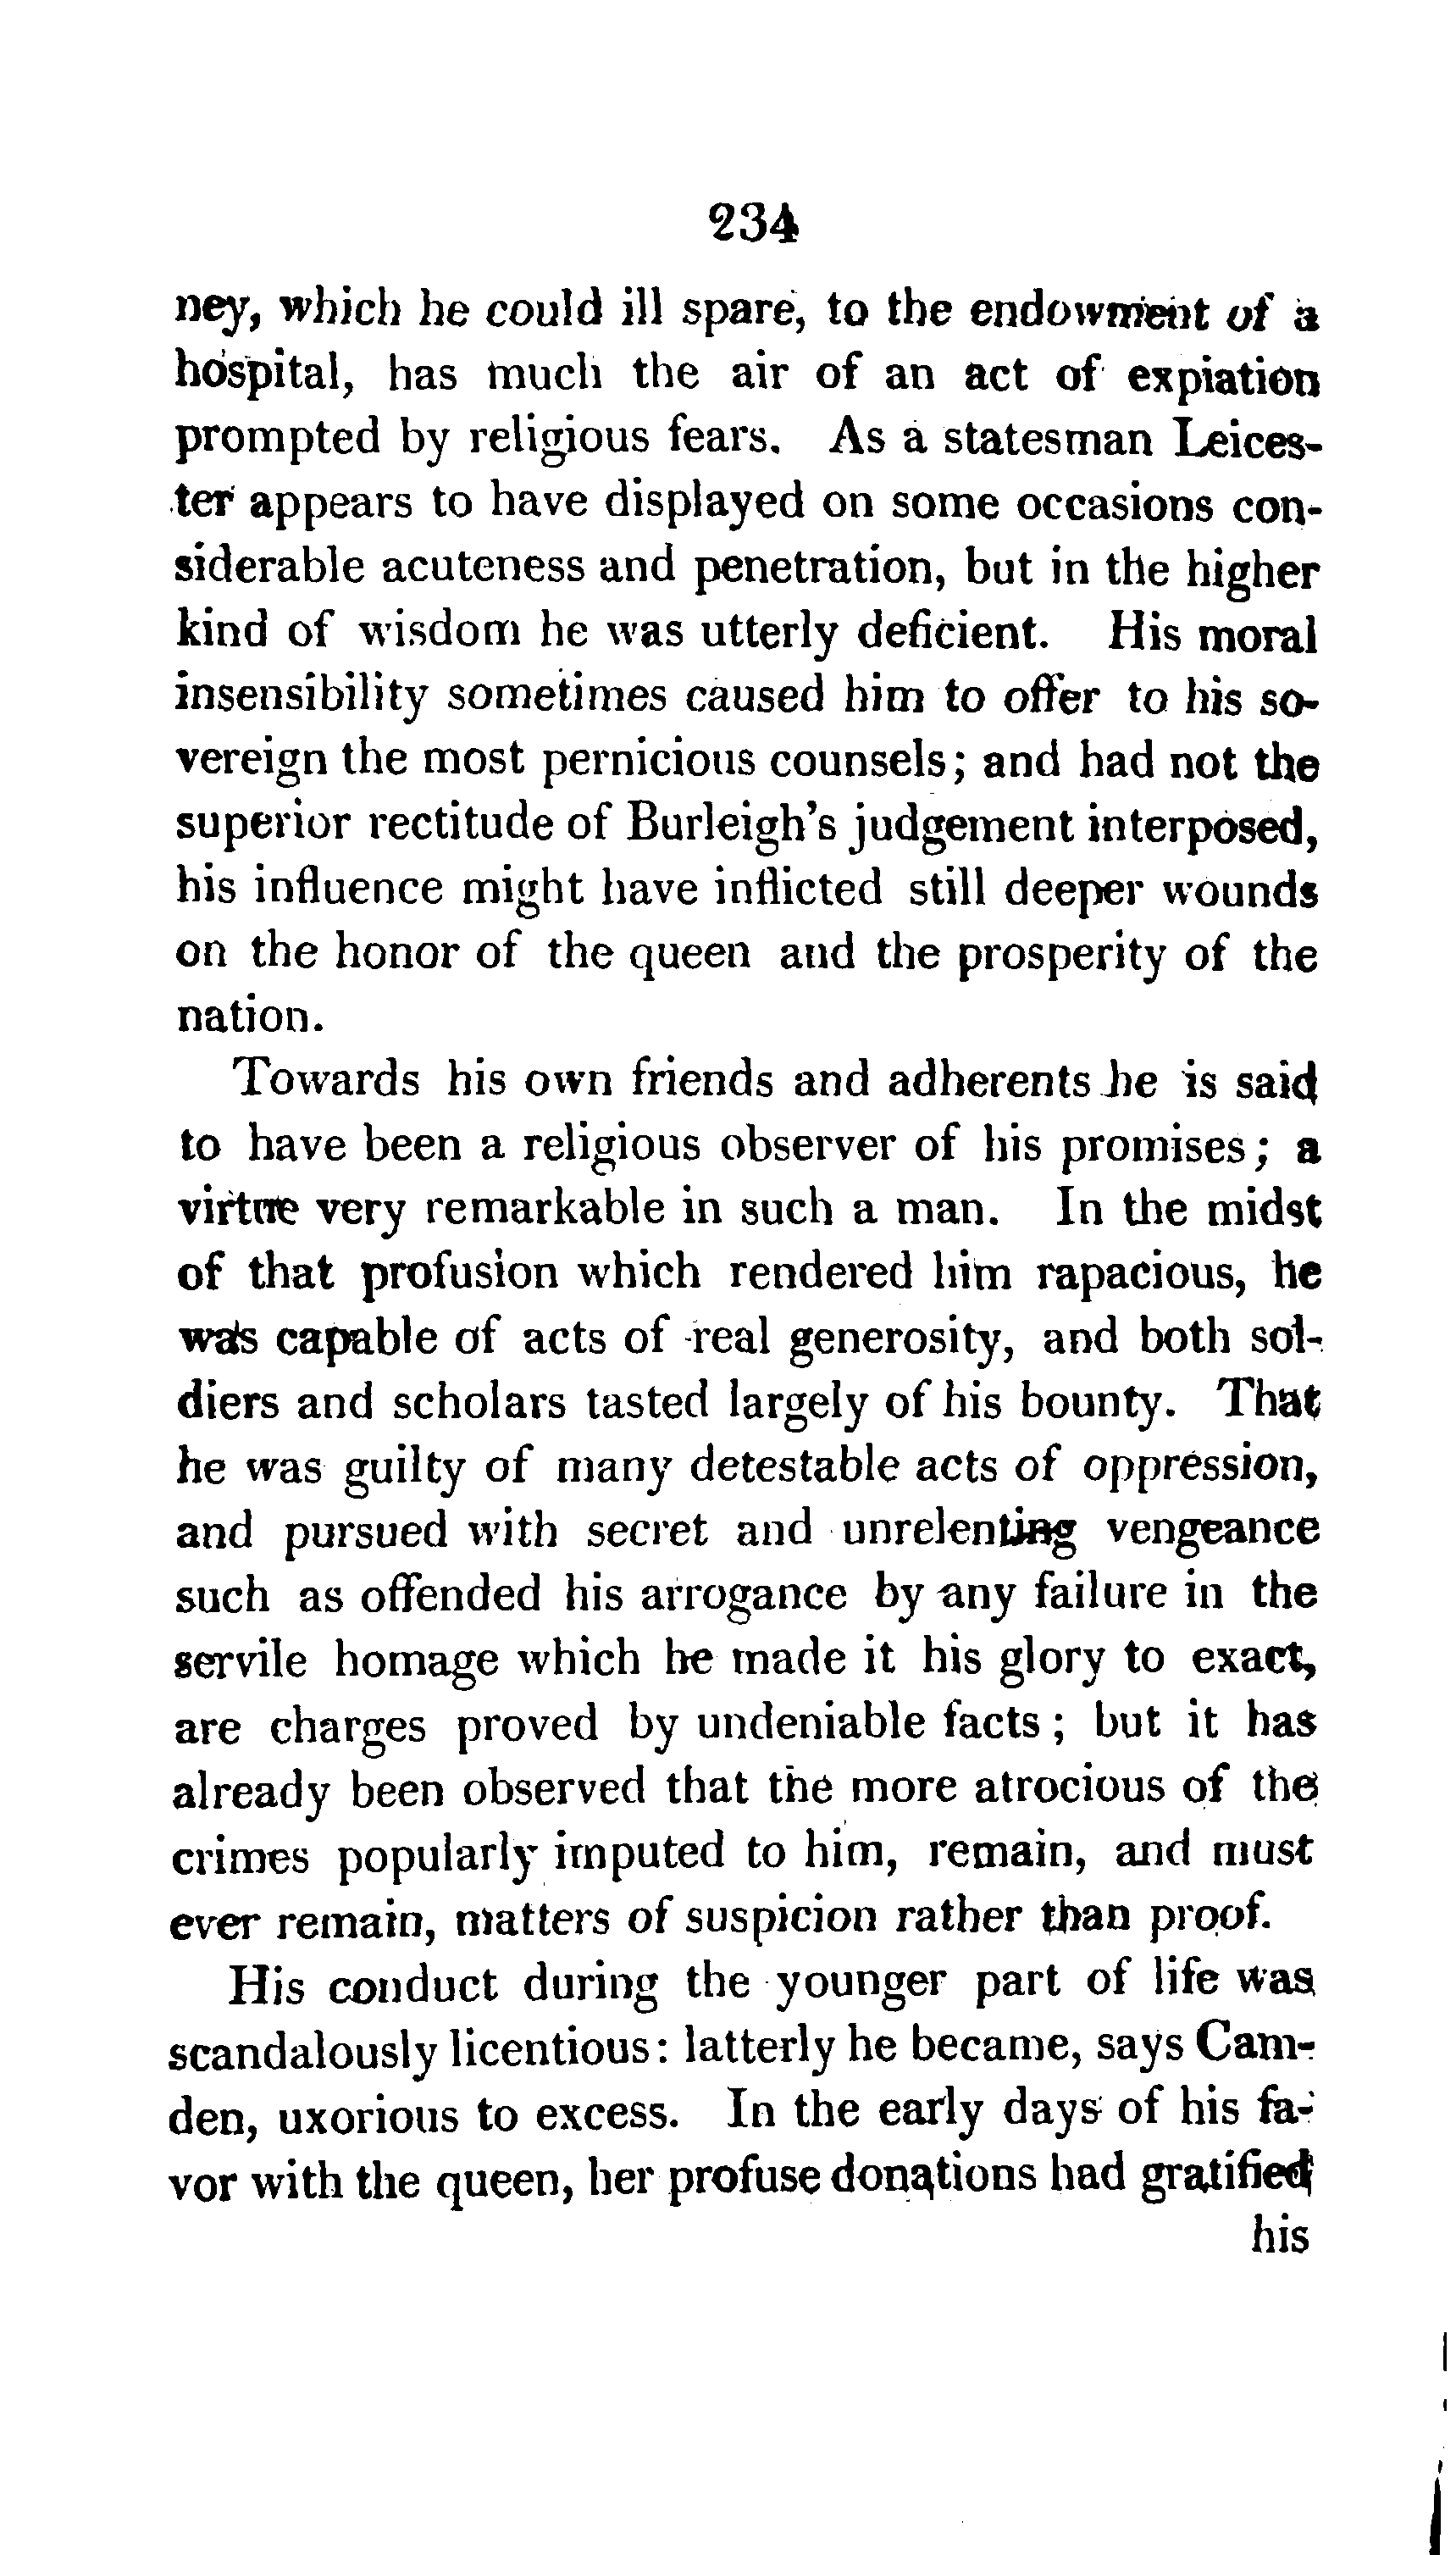 234
ney, which he could ill spare, to the endowment of a
hospital, has much the air of an act of expiation
prompted by religious fears. As a statesman Leices-
ter appears to have displayed on some occasions con-
siderable acuteness and penetration, but in the higher
kind of wisdom he was utterly deficient. His moral
insensibility sometimes caused him to offer to his so-
vereign the most pernicious counsels; and had not the
superior rectitude of Burleigh's judgement interposed,
his influence might have inflicted still deeper wounds
on the honor of the queen and the prosperity of the
nation.
Towards his own friends and adherents he is said
to have been a religious observer of his promises; a
virtue very remarkable in such a man. In the midst
of that profusion which rendered him rapacious, he
was capable of acts of real generosity, and both sol-
diers and scholars tasted largely of his bounty. That
he was guilty of many detestable acts of oppression,
and pursued with secret and unrelenting vengeance
such as offended his arrogance by any failure in the
servile homage which he made it his glory to exact,
are charges proved by undeniable facts; but it has
already been observed that the more atrocious of the
crimes popularly imputed to him, remain, and must
ever remain, matters of suspicion rather than proof.
His conduct during the younger part of life was
scandalously licentious: latterly he became, says Cam-
den, uxorious to excess. In the early days of his fa-
vor with the queen, her profuse donations had gratified
his